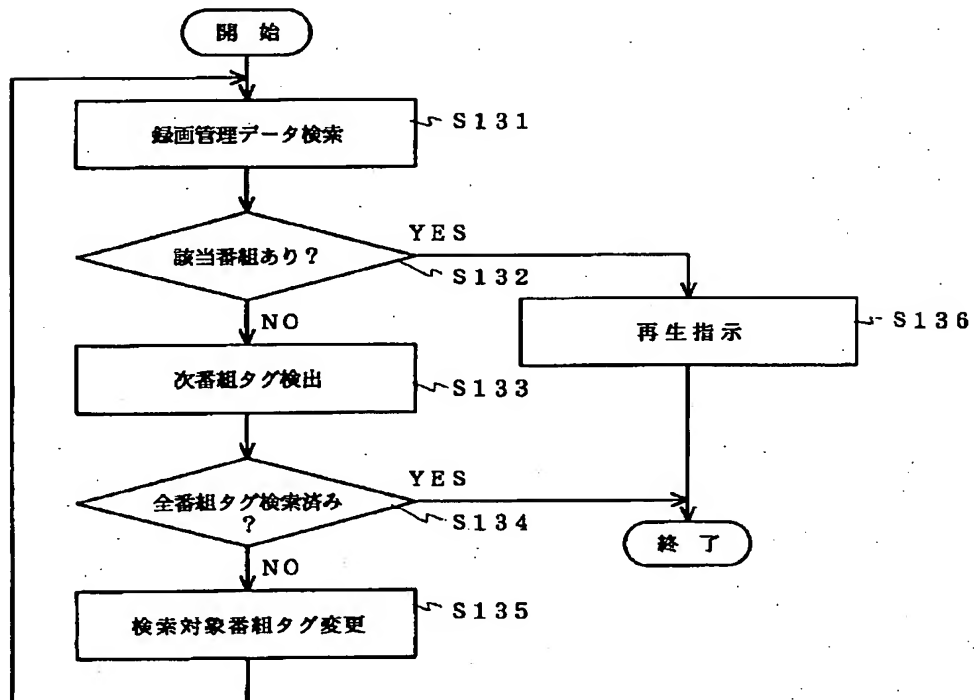 開 始
録画管理データ検索
S131
該当番組あり？
YES
S132
NO
再生指示
S136
次番組タグ検出
S133
全番組タグ検索済み
？
YES
S134
終 了
NO
検索対象番組タグ変更
S135